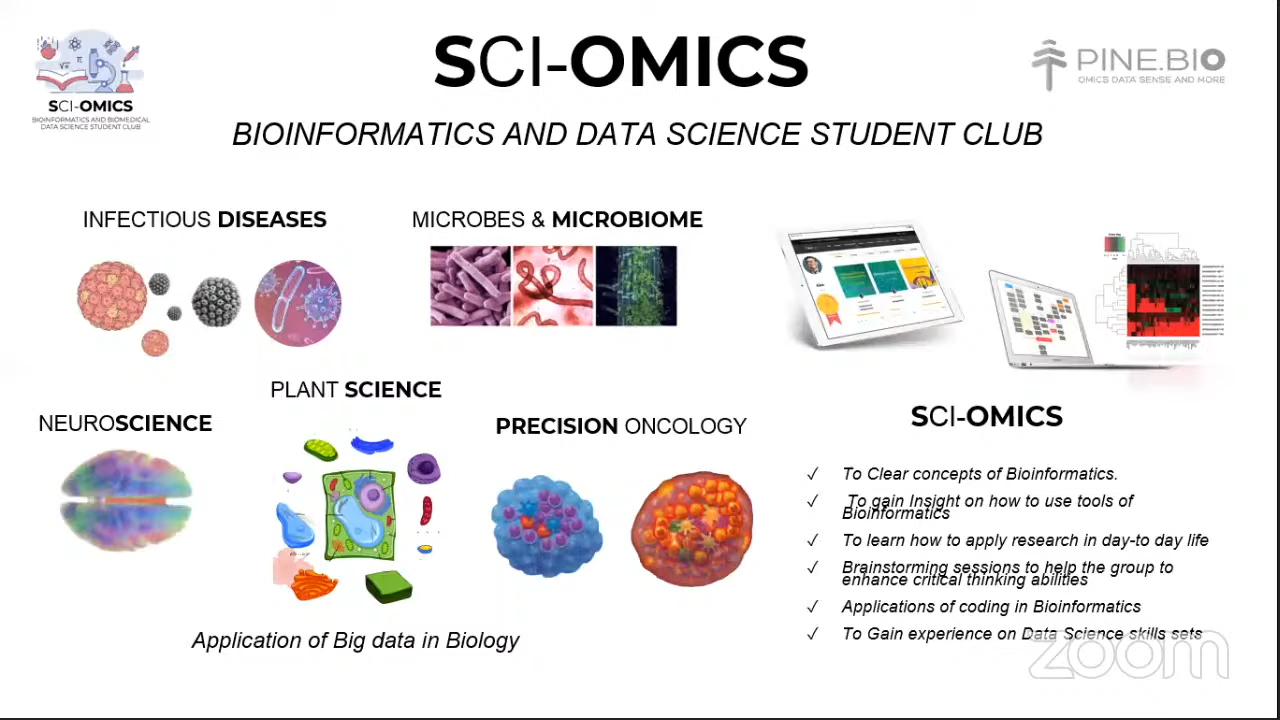 SCI-OMICS
BIOINFORMATICS AND BIOMEDICAL
DATA SCIENCE STUDENT CLUB
SCI-OMICS
PINE.BIO
OMICS DATA SENSE AND MORE
BIOINFORMATICS AND DATA SCIENCE STUDENT CLUB
INFECTIOUS DISEASES
MICROBES & MICROBIOME
PLANT SCIENCE
NEUROSCIENCE
PRECISION ONCOLOGY
Application of Big data in Biology
SCI-OMICS
✓ To Clear concepts of Bioinformatics.
✓ To gain Insight on how to use tools of
Bioinformatics
✓ To learn how to apply research in day-to day life
✓ Brainstorming sessions to help the group to
enhance critical thinking abilities
✓ Applications of coding in Bioinformatics
✓ To Gain experience on Data Science skills sets
zoom